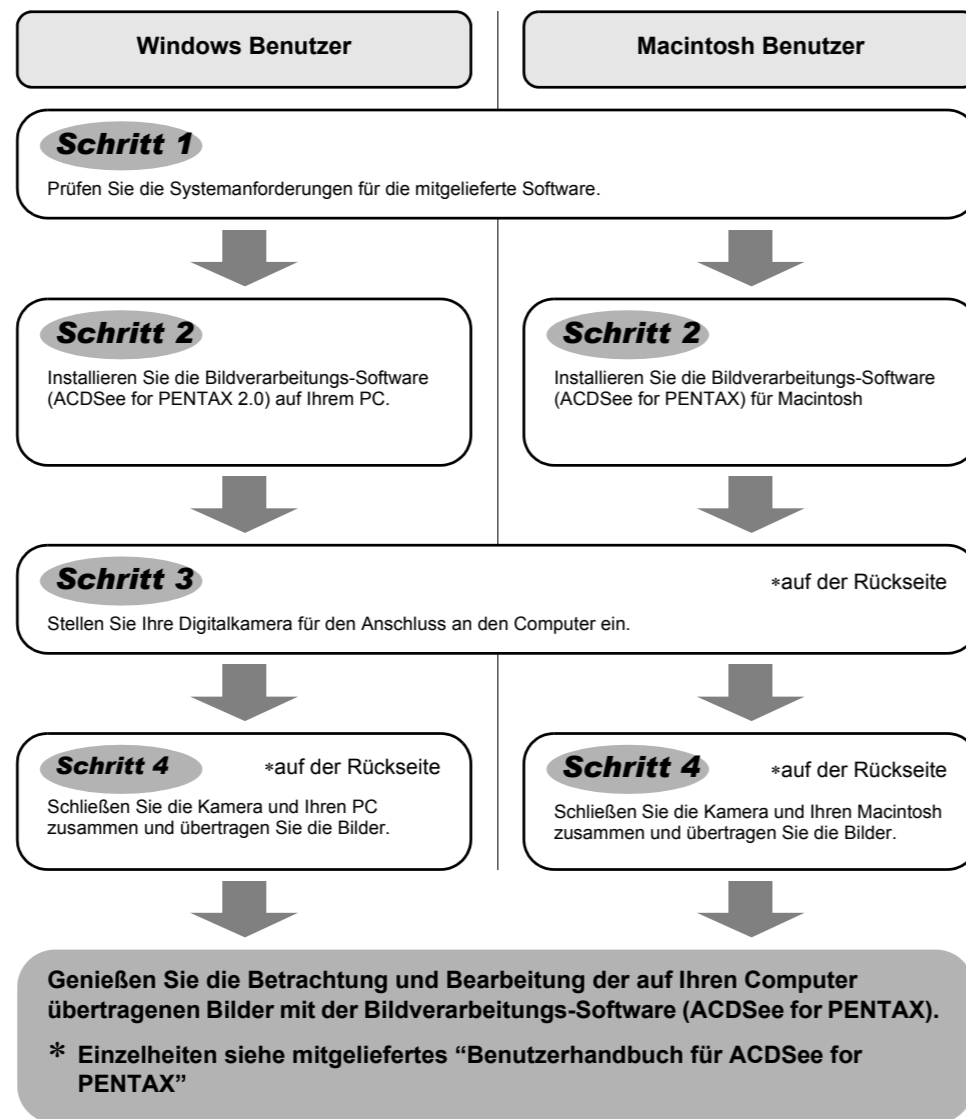 Windows Benutzer
Macintosh Benutzer
Schritt 1
Prüfen Sie die Systemanforderungen für die mitgelieferte Software.
Schritt 2
Installieren Sie die Bildverarbeitungs-Software
(ACDSee for PENTAX 2.0) auf Ihrem PC.
Schritt 2
Installieren Sie die Bildverarbeitungs-Software
(ACDSee for PENTAX) für Macintosh
Schritt 3
*auf der Rückseite
Stellen Sie Ihre Digitalkamera für den Anschluss an den Computer ein.
Schritt 4
*auf der Rückseite
Schließen Sie die Kamera und Ihren PC
zusammen und übertragen Sie die Bilder.
Schritt 4
*auf der Rückseite
Schließen Sie die Kamera und Ihren Macintosh
zusammen und übertragen Sie die Bilder.
Genießen Sie die Betrachtung und Bearbeitung der auf Ihren Computer
übertragenen Bilder mit der Bildverarbeitungs-Software (ACDSee for PENTAX).
* Einzelheiten siehe mitgeliefertes “Benutzerhandbuch für ACDSee for
PENTAX”